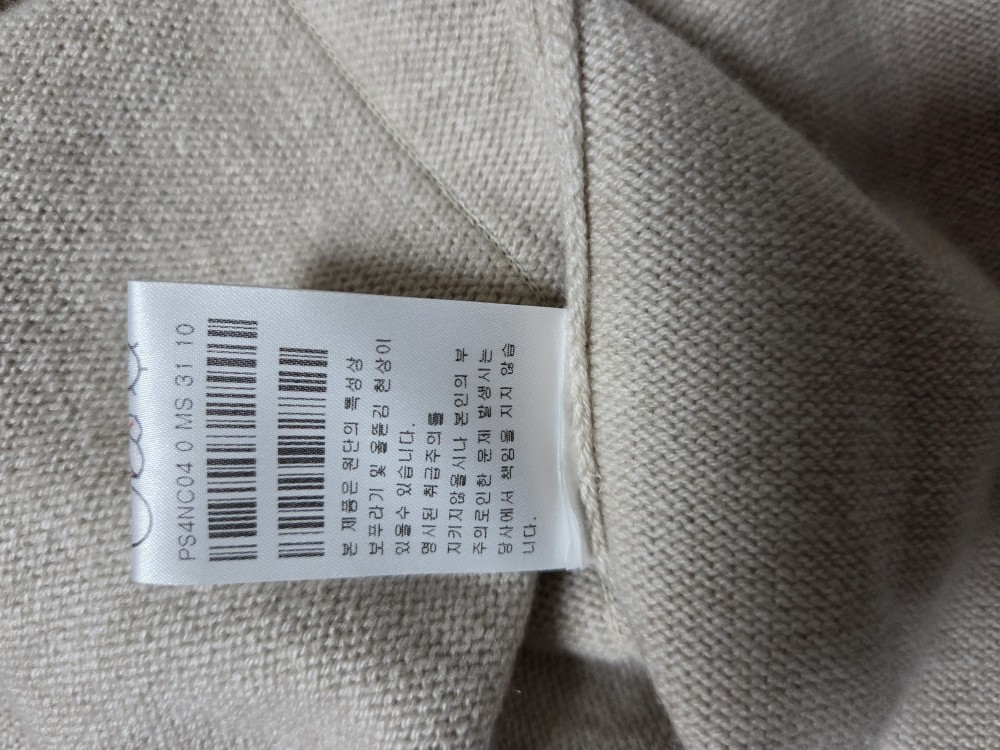 PS4NC04 0 MS 31 10
본 제품은 원단의 특성상
보푸라기 및 올뜯김 현상이
있을수 있습니다.
명시된 취급주의를
지키지않을시나 본인의 부
주의로인한 문제 발생시는
당사에서 책임을 지지 않습
니다.